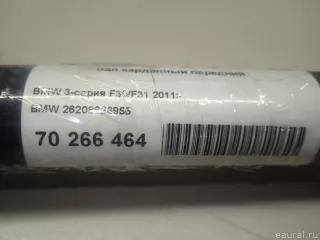 Вал карданный передний
BMW 3-серия F30/F31 2011-
BMW
70 266 464
eaural.ru